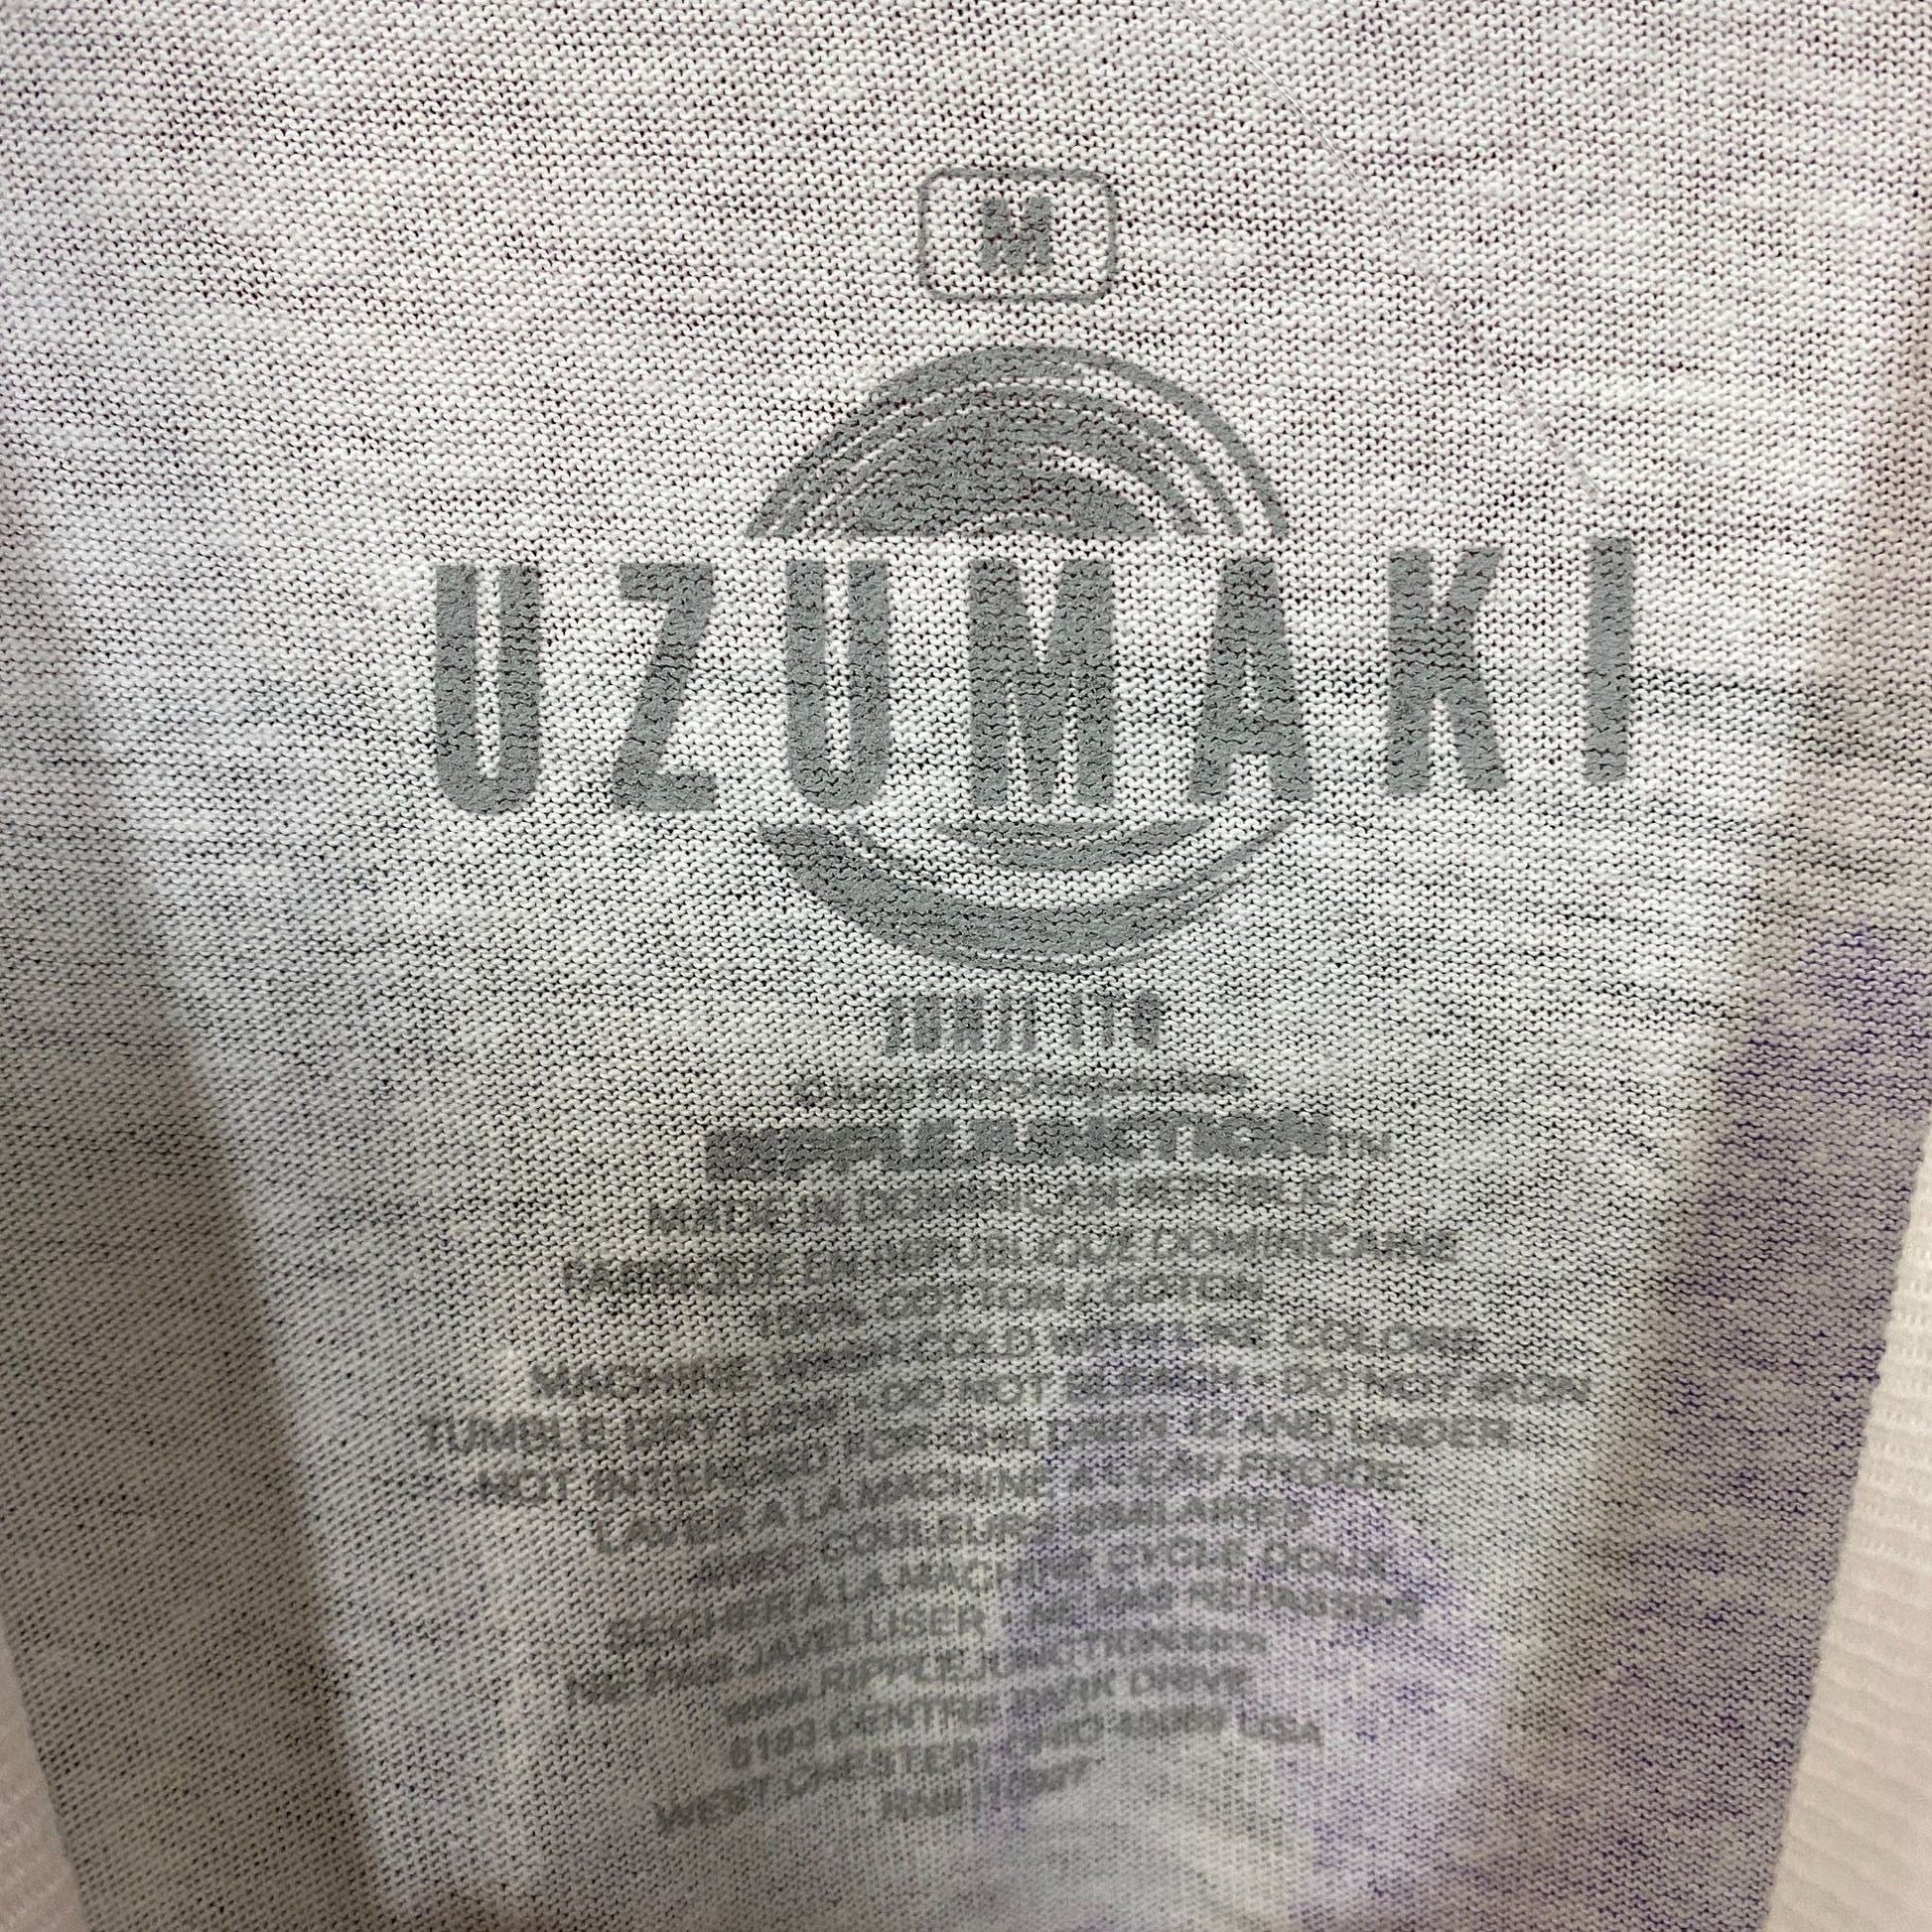 M
UZUMAKI
JUNJI ITO
RIPPLE JUNCTION™
MADE IN DOMINICAN REPUBLIC /
FABRIQUÉ EN RÉPUBLIQUE DOMINICAINE
COTTON / COTON
MACHINE WASH COLD WITH LIKE COLORS
TUMBLE DRY LOW • DO NOT BLEACH • DO NOT IRON
NOT INTENDED FOR CHILDREN 12 AND UNDER
LAVER À LA MACHINE À L'EAU FROIDE
AVEC COULEURS SIMILAIRES
SÉCHER À LA MACHINE CYCLE DOUX
NE PAS JAVELLISER • NE PAS REPASSER
www.RIPPLEJUNCTION.com
CENTRE PARK DRIVE
WEST CHESTER, OHIO 45069 USA